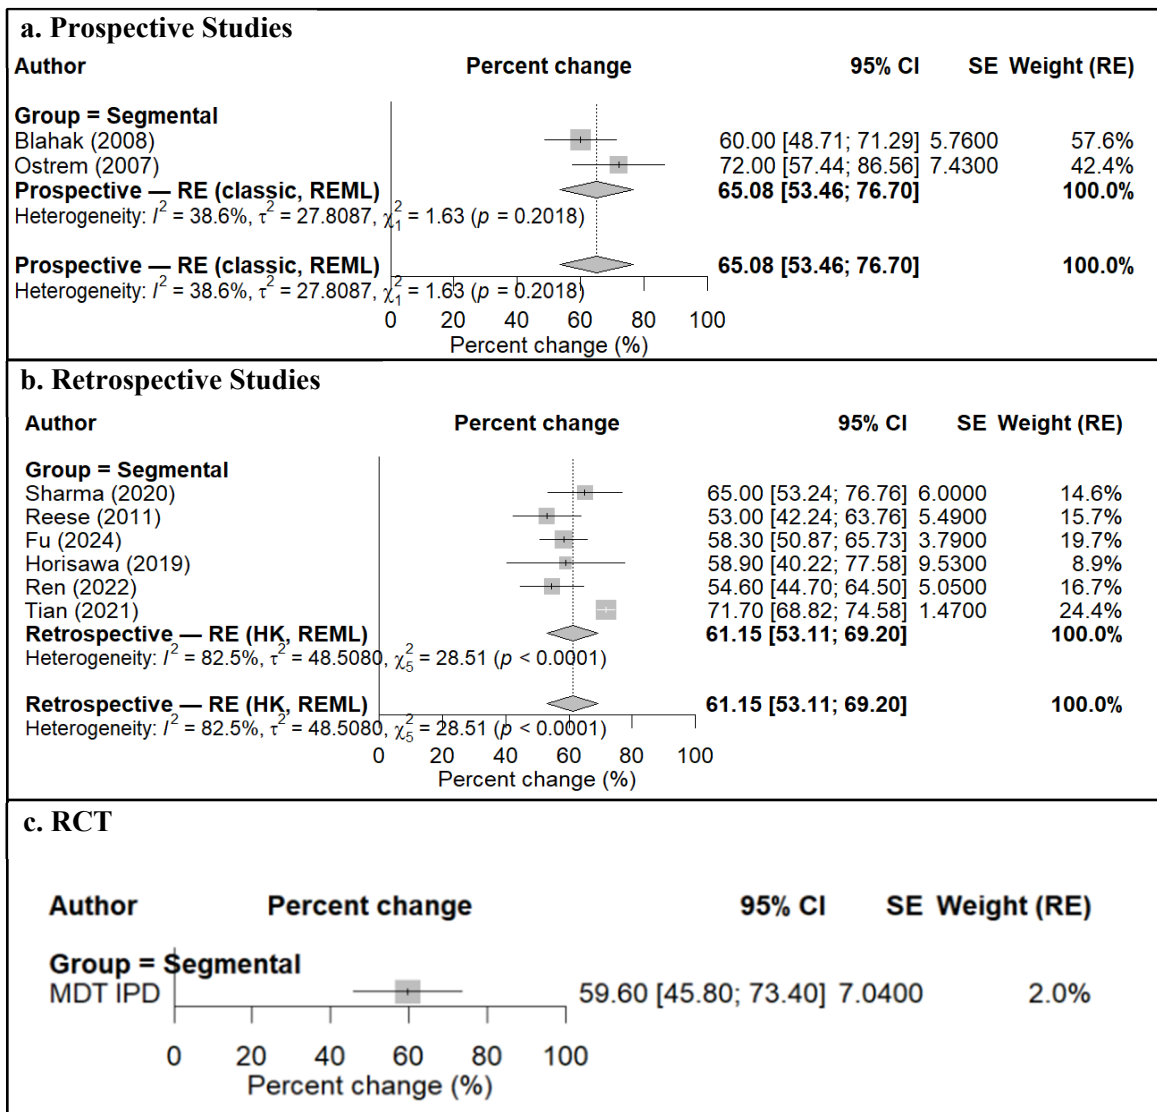 a. Prospective Studies
Author Percent change 95% CI SE Weight (RE)
Group = Segmental
Blahak (2008) 60.00 [48.71; 71.29] 5.7600 57.6%
Ostrem (2007) 72.00 [57.44; 86.56] 7.4300 42.4%
Prospective — RE (classic, REML) 65.08 [53.46; 76.70] 100.0%
Heterogeneity: I² = 38.6%, τ² = 27.8087, χ²₁ = 1.63 (p = 0.2018)
Prospective — RE (classic, REML) 65.08 [53.46; 76.70] 100.0%
Heterogeneity: I² = 38.6%, τ² = 27.8087, χ²₁ = 1.63 (p = 0.2018)
0 20 40 60 80 100
Percent change (%)
b. Retrospective Studies
Author Percent change 95% CI SE Weight (RE)
Group = Segmental
Sharma (2020) 65.00 [53.24; 76.76] 6.0000 14.6%
Reese (2011) 53.00 [42.24; 63.76] 5.4900 15.7%
Fu (2024) 58.30 [50.87; 65.73] 3.7900 19.7%
Horisawa (2019) 58.90 [40.22; 77.58] 9.5300 8.9%
Ren (2022) 54.60 [44.70; 64.50] 5.0500 16.7%
Tian (2021) 71.70 [68.82; 74.58] 1.4700 24.4%
Retrospective — RE (HK, REML) 61.15 [53.11; 69.20] 100.0%
Heterogeneity: I² = 82.5%, τ² = 48.5080, χ²₅ = 28.51 (p < 0.0001)
Retrospective — RE (HK, REML) 61.15 [53.11; 69.20] 100.0%
Heterogeneity: I² = 82.5%, τ² = 48.5080, χ²₅ = 28.51 (p < 0.0001)
0 20 40 60 80 100
Percent change (%)
c. RCT
Author Percent change 95% CI SE Weight (RE)
Group = Segmental
MDT IPD 59.60 [45.80; 73.40] 7.0400 2.0%
0 20 40 60 80 100
Percent change (%)